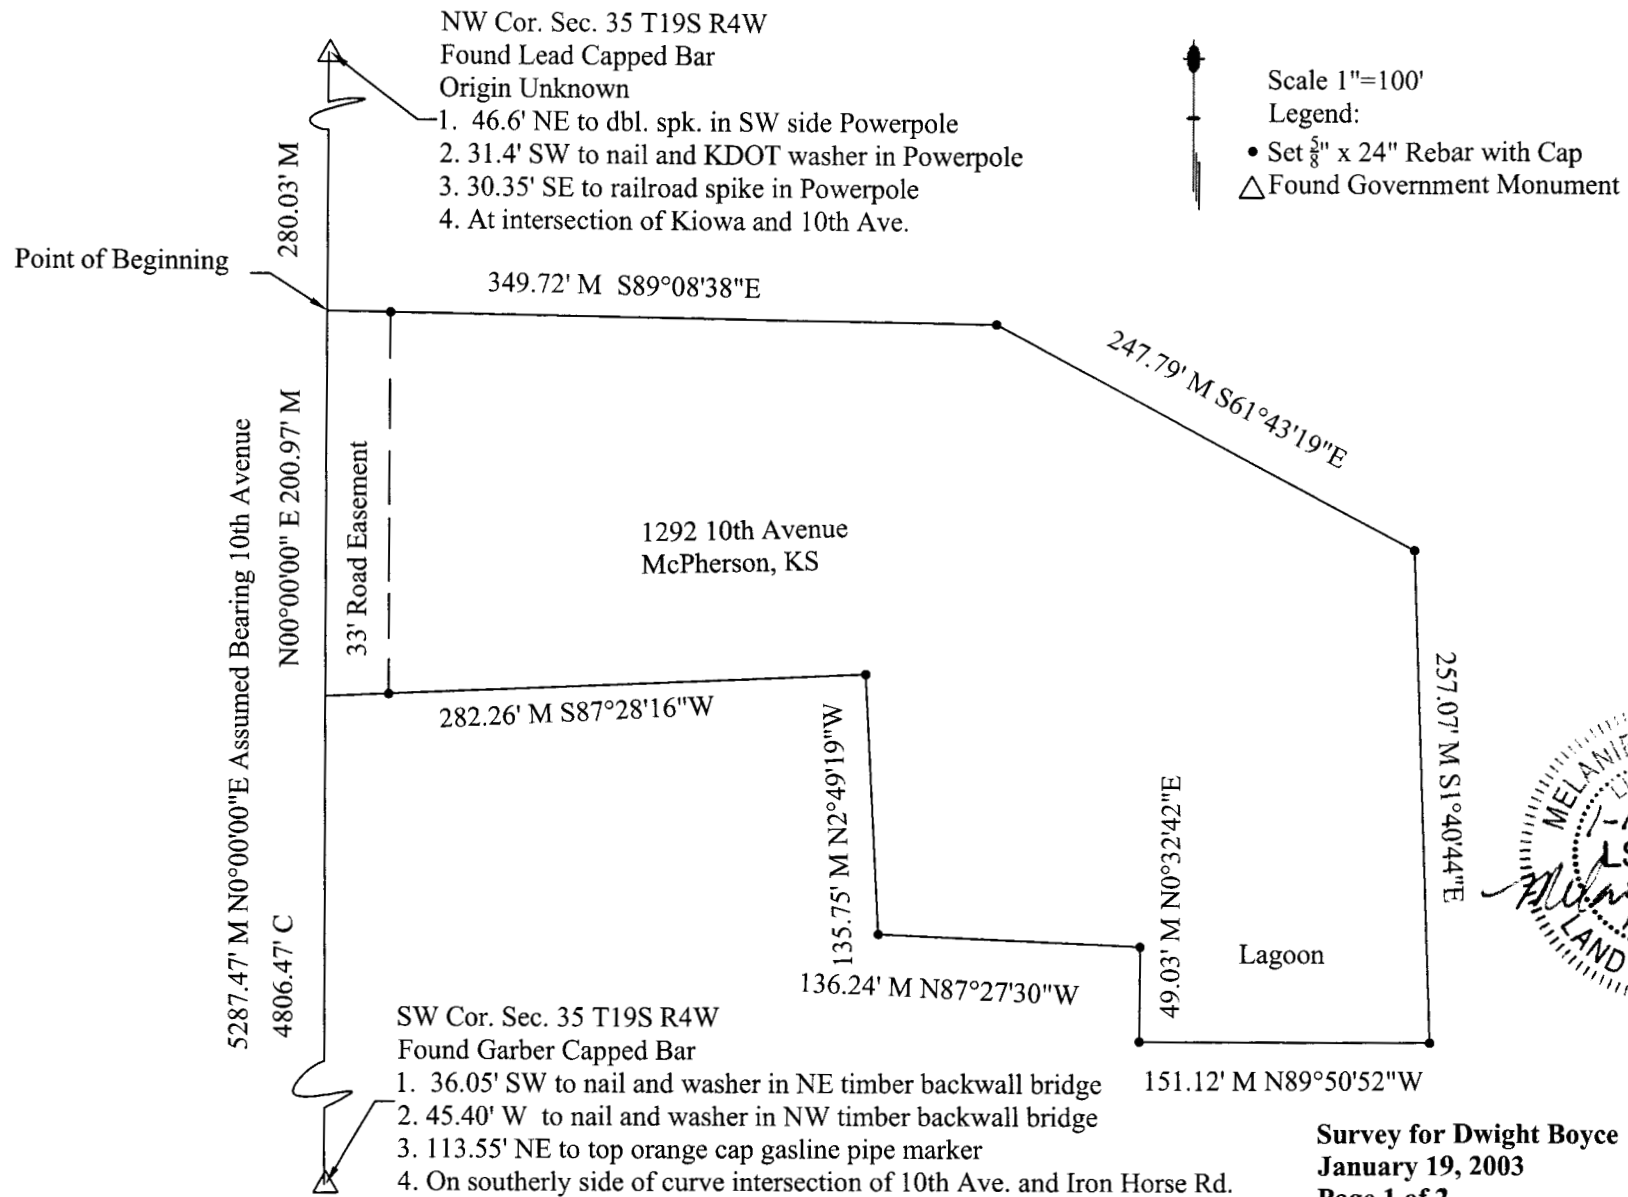 NW Cor. Sec. 35 T19S R4W
Found Lead Capped Bar
Origin Unknown
1. 46.6' NE to dbl. spk. in SW side Powerpole
2. 31.4' SW to nail and KDOT washer in Powerpole
3. 30.35' SE to railroad spike in Powerpole
4. At intersection of Kiowa and 10th Ave.
Scale 1"=100'
Legend:
Set 5/8" x 24" Rebar with Cap
Found Government Monument
280.03' M
Point of Beginning
349.72' M S89°08'38"E
247.79' M S61°43'19"E
5287.47' M N0°00'00"E Assumed Bearing 10th Avenue
N00°00'00" E 200.97' M
4806.47' C
33' Road Easement
1292 10th Avenue
McPherson, KS
282.26' M S87°28'16"W
135.75' M N2°49'19"W
136.24' M N87°27'30"W
49.03' M N0°32'42"E
Lagoon
257.07' M S1°40'44"E
151.12' M N89°50'52"W
LAND
SW Cor. Sec. 35 T19S R4W
Found Garber Capped Bar
1. 36.05' SW to nail and washer in NE timber backwall bridge
2. 45.40' W to nail and washer in NW timber backwall bridge
3. 113.55' NE to top orange cap gasline pipe marker
4. On southerly side of curve intersection of 10th Ave. and Iron Horse Rd.
Survey for Dwight Boyce
January 19, 2003
Page 1 of 2